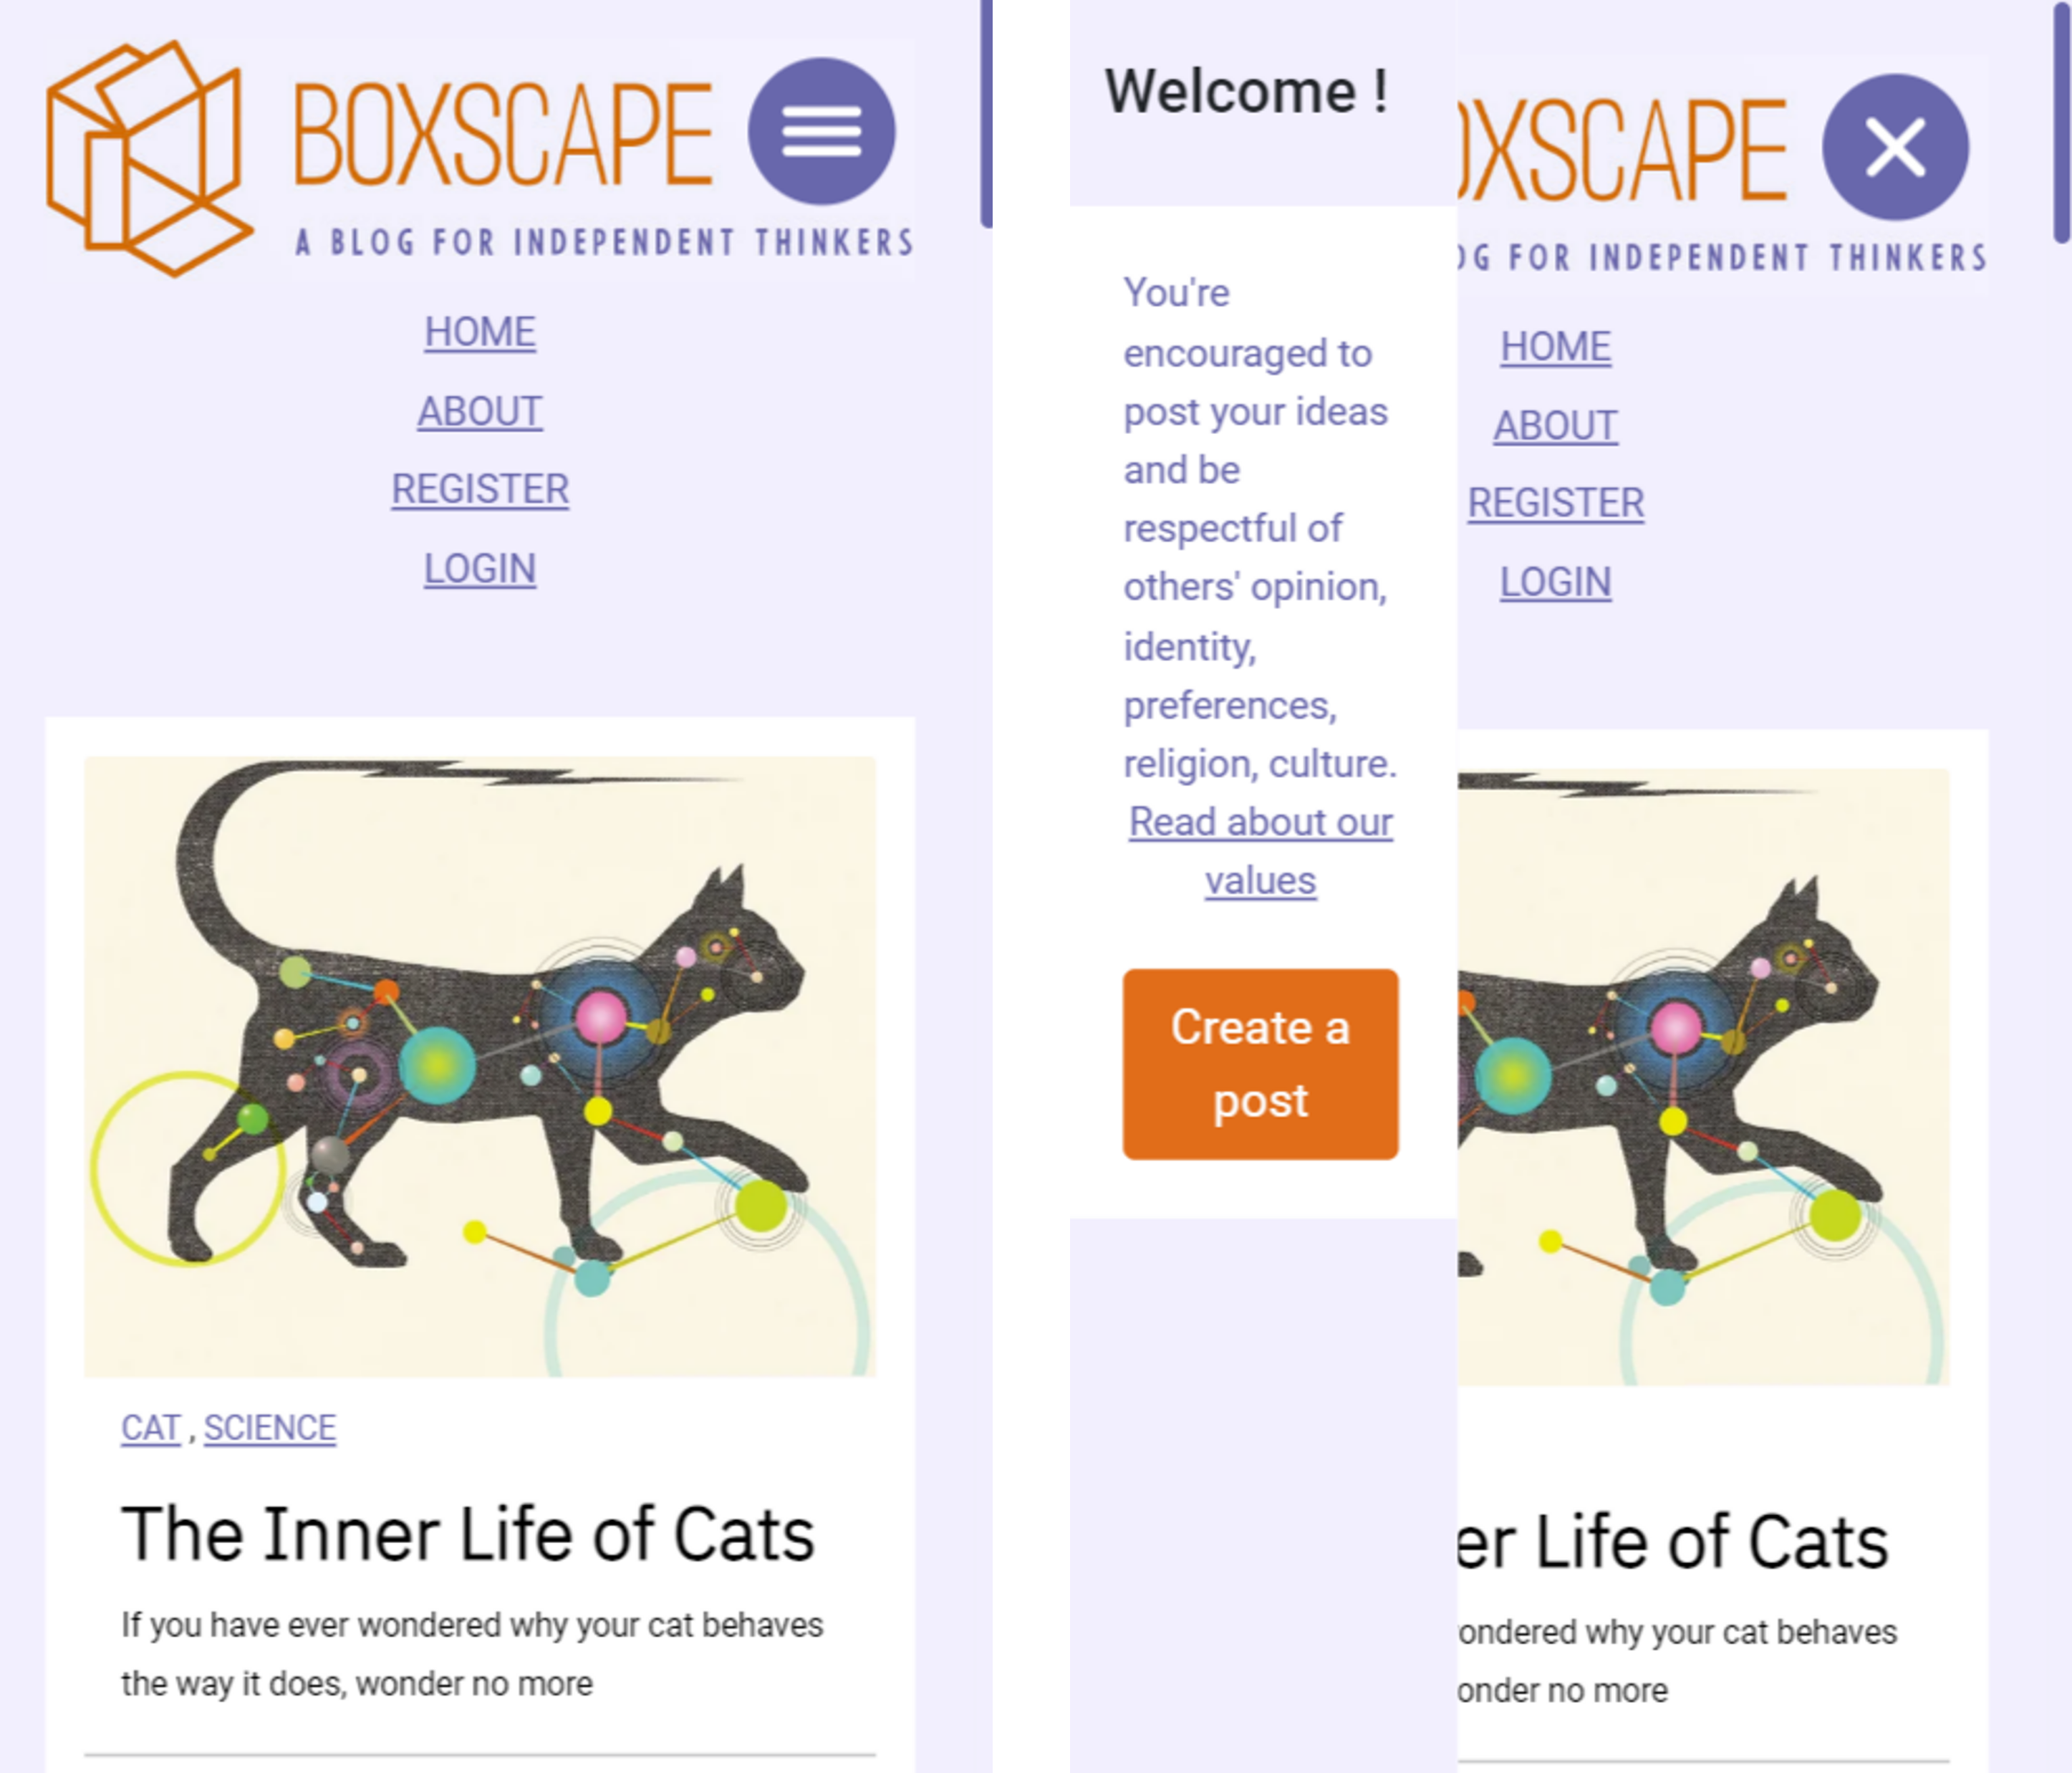 BOXSCAPE
A BLOG FOR INDEPENDENT THINKERS
HOME
ABOUT
REGISTER
LOGIN
CAT , SCIENCE
The Inner Life of Cats
If you have ever wondered why your cat behaves
the way it does, wonder no more
Welcome !
You're
encouraged to
post your ideas
and be
respectful of
others' opinion,
identity,
preferences,
religion, culture.
Read about our
values
Create a
post
OXSCAPE
OG FOR INDEPENDENT THINKERS
HOME
ABOUT
REGISTER
LOGIN
er Life of Cats
ondered why your cat behaves
onder no more